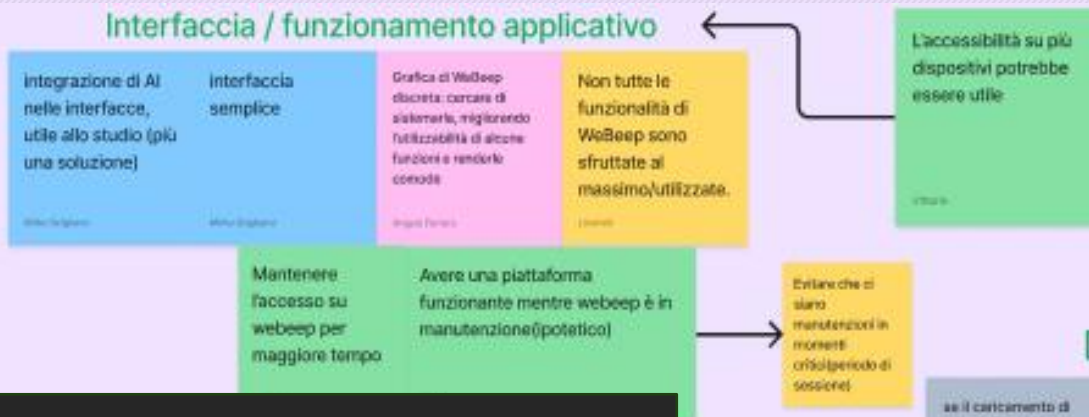 Interfaccia / funzionamento applicativo
integrazione di AI
nelle interfacce,
utile allo studio (più
una soluzione)
interfaccia
semplice
Grafica di WeBeep
discreta: cercare di
sistemarle, migliorando
l'utilizzabilità di alcune
funzioni e renderle
comode
Non tutte le
funzionalità di
WeBeep sono
sfruttate al
massimo/utilizzate.
L'accessibilità su più
dispositivi potrebbe
essere utile
Mantenere
l'accesso su
webeep per
maggiore tempo
Avere una piattaforma
funzionante mentre webeep è in
manutenzione(ipotetico)
Evitare che ci
siano
manutenzioni in
momenti
critici(periodo di
sessione)
se il caricamento di